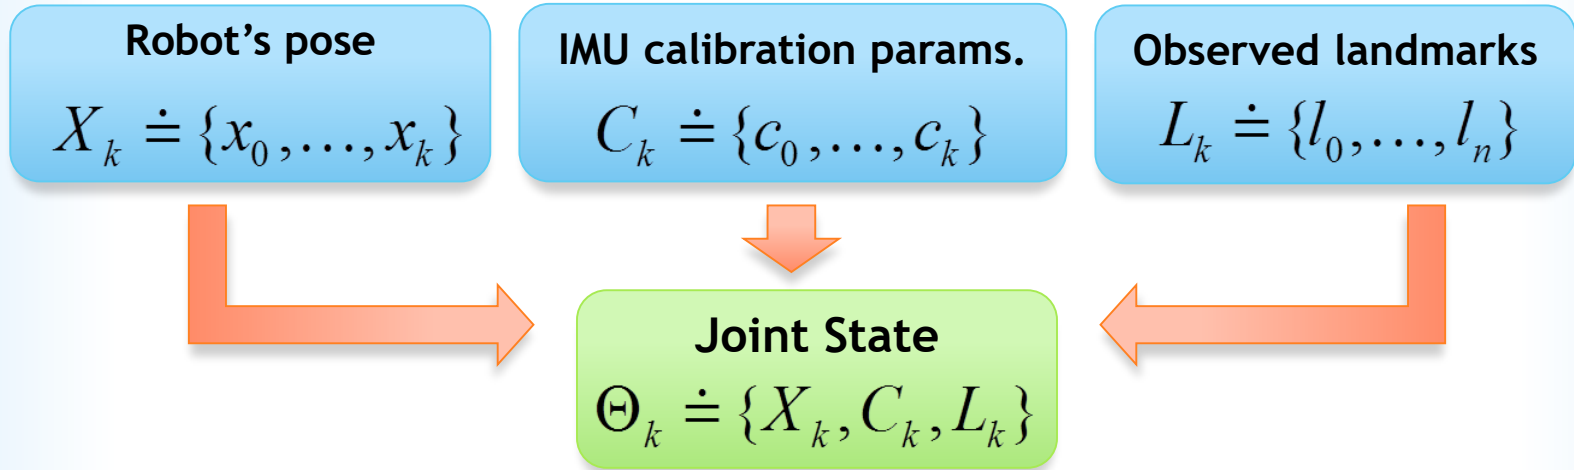 Robot’s pose
X_k ≐ {x_0,...,x_k}
IMU calibration params.
C_k ≐ {c_0,...,c_k}
Observed landmarks
L_k ≐ {l_0,...,l_n}
Joint State
Θ_k ≐ {X_k, C_k, L_k}